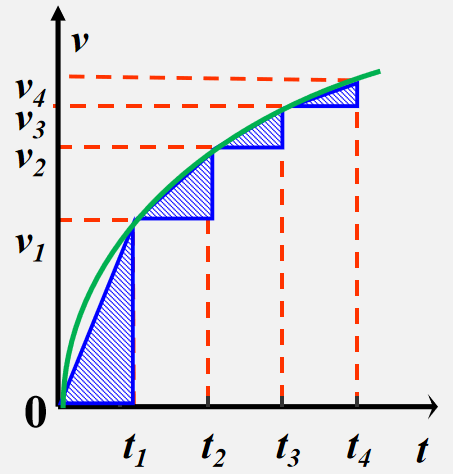 v
v₄
v₃
v₂
v₁
0
t₁ t₂ t₃ t₄ t